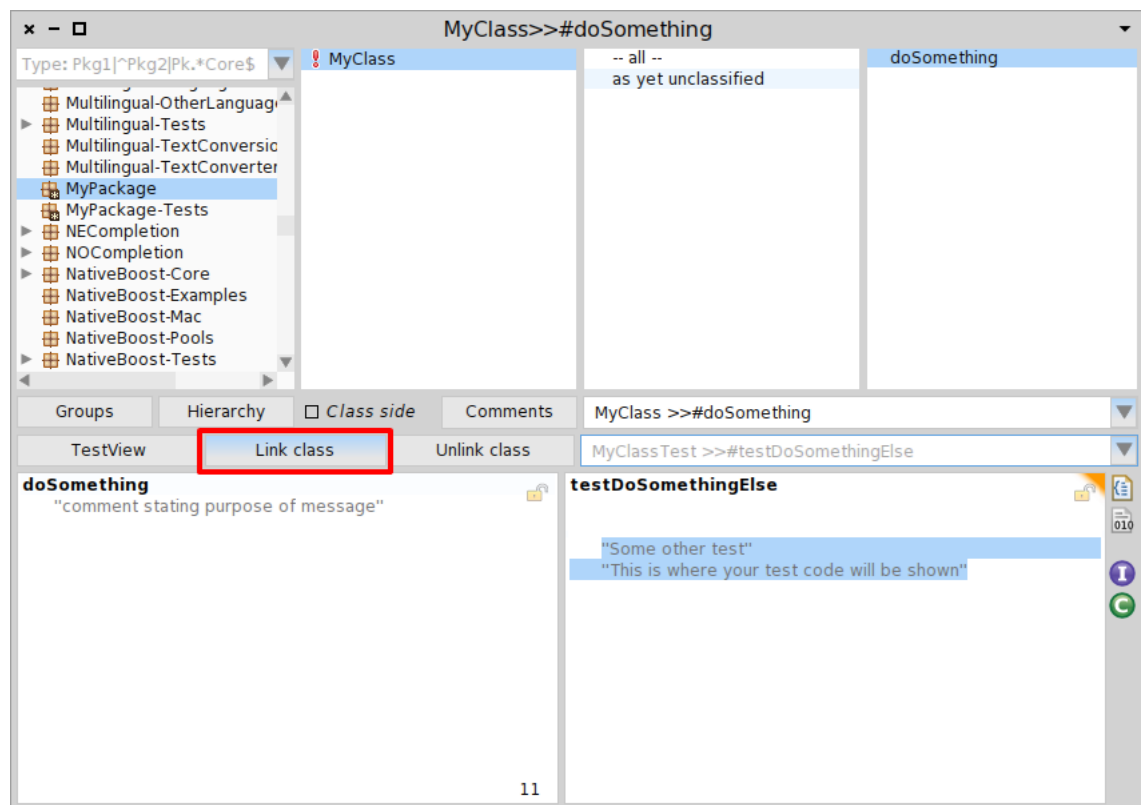 MyClass>>#doSomething
Type: Pkg1|^Pkg2|Pk.*Core$
Multilingual-OtherLanguag
Multilingual-Tests
Multilingual-TextConversio
Multilingual-TextConverter
MyPackage
MyPackage-Tests
NECompletion
NOCompletion
NativeBoost-Core
NativeBoost-Examples
NativeBoost-Mac
NativeBoost-Pools
NativeBoost-Tests
MyClass
-- all --
as yet unclassified
doSomething
Groups
Hierarchy
Class side
Comments
MyClass >>#doSomething
TestView
Link class
Unlink class
MyClassTest >>#testDoSomethingElse
doSomething
"comment stating purpose of message"
11
testDoSomethingElse
"Some other test"
"This is where your test code will be shown"
010
I
C